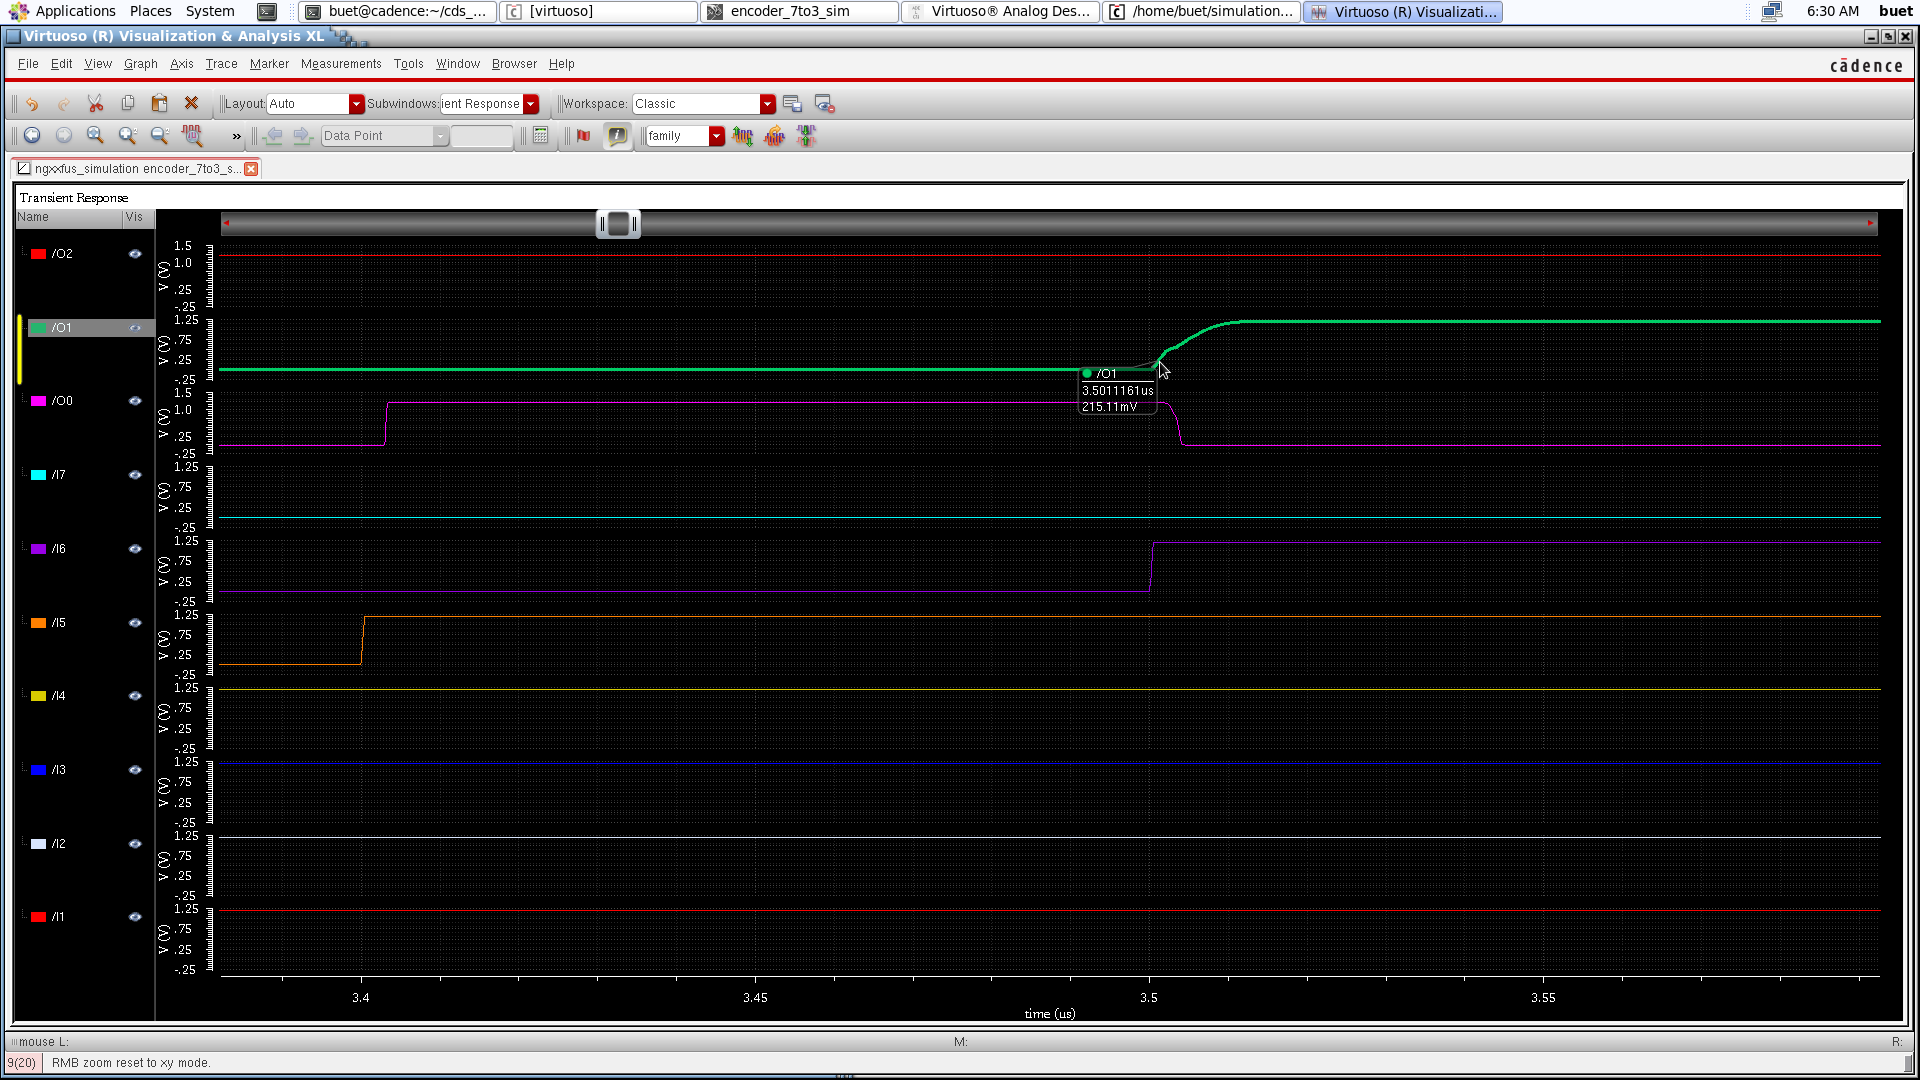 Applications Places System buet@cadence:~/cds_... [virtuoso] encoder_7to3_sim Virtuoso® Analog Des... /home/buet/simulation... Virtuoso (R) Visualizati... 6:30 AM buet
Virtuoso (R) Visualization & Analysis XL
File Edit View Graph Axis Trace Marker Measurements Tools Window Browser Help cādence
Layout: Auto Subwindows: ient Response Workspace: Classic
» Data Point family
ngxxfus_simulation encoder_7to3_s...
Transient Response
Name Vis
/O2
V (V) 1.5 1.0 .25 -.25
/O1
V (V) 1.25 .75 .25 -.25
/O1
3.5011161us
215.11mV
/O0
V (V) 1.5 1.0 .25 -.25
/I7
V (V) 1.25 .75 .25 -.25
/I6
V (V) 1.25 .75 .25 -.25
/I5
V (V) 1.25 .75 .25 -.25
/I4
V (V) 1.25 .75 .25 -.25
/I3
V (V) 1.25 .75 .25 -.25
/I2
V (V) 1.25 .75 .25 -.25
/I1
V (V) 1.25 .75 .25 -.25
3.4 3.45 3.5 3.55
time (us)
mouse L: M: R:
9(20) RMB zoom reset to xy mode.